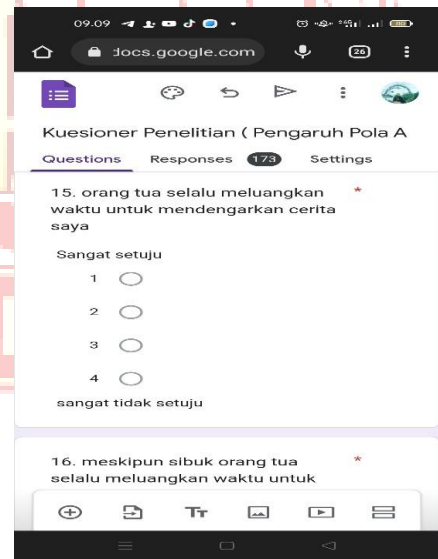 09.09
docs.google.com
26
Kuesioner Penelitian ( Pengaruh Pola A
Questions Responses 173 Settings
15. orang tua selalu meluangkan *
waktu untuk mendengarkan cerita
saya
Sangat setuju
1
2
3
4
sangat tidak setuju
16. meskipun sibuk orang tua *
selalu meluangkan waktu untuk
Tт